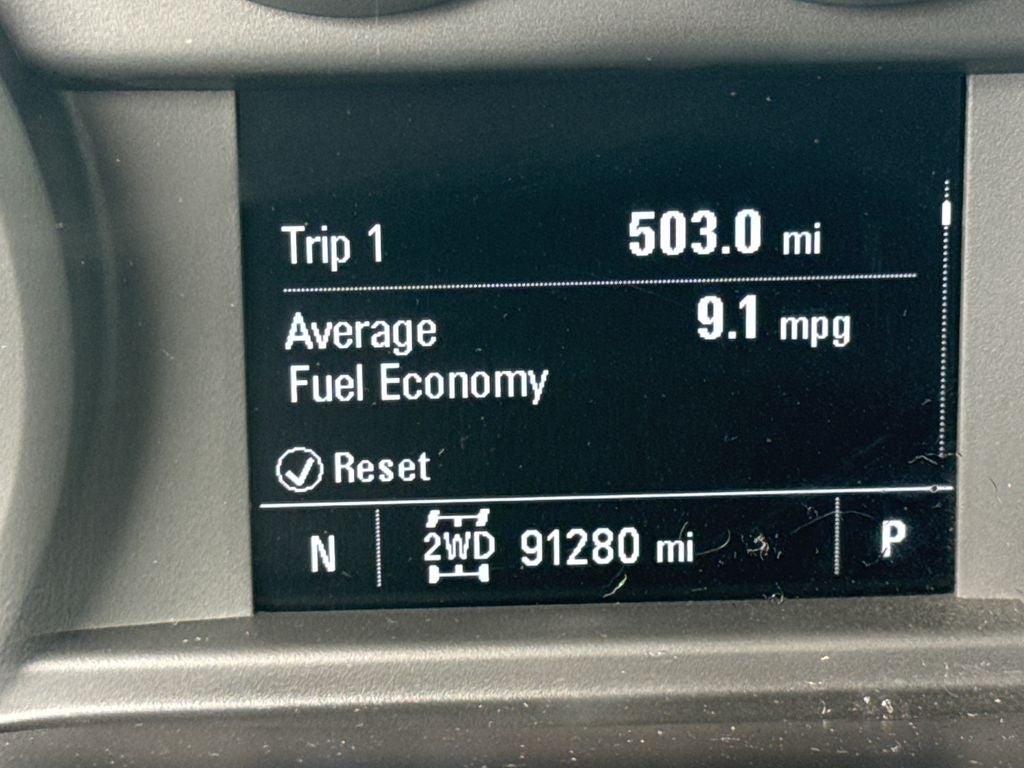 Trip 1 503.0 mi
Average 9.1 mpg
Fuel Economy
Reset
N 2WD 91280 mi P